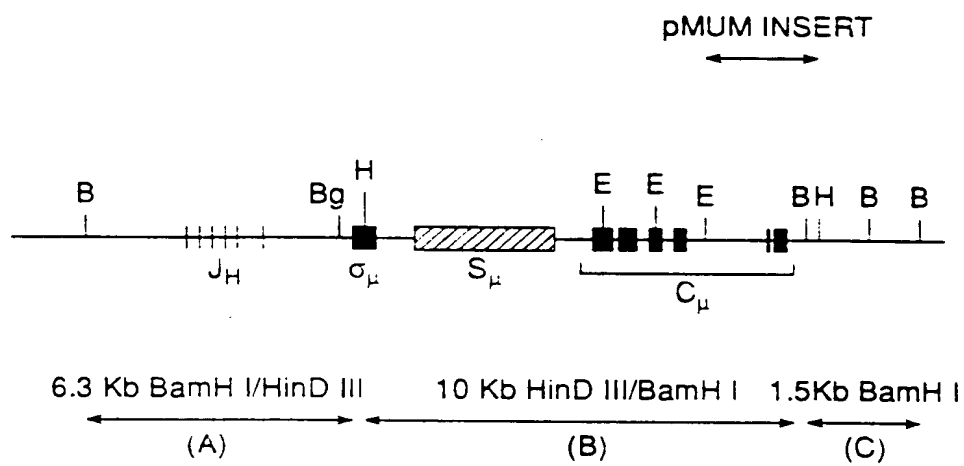 pMUM INSERT
B Bg H E E E B H B B
J_H σ_μ S_μ C_μ
6.3 Kb BamH I/HinD III 10 Kb HinD III/BamH I 1.5Kb BamH I
(A) (B) (C)